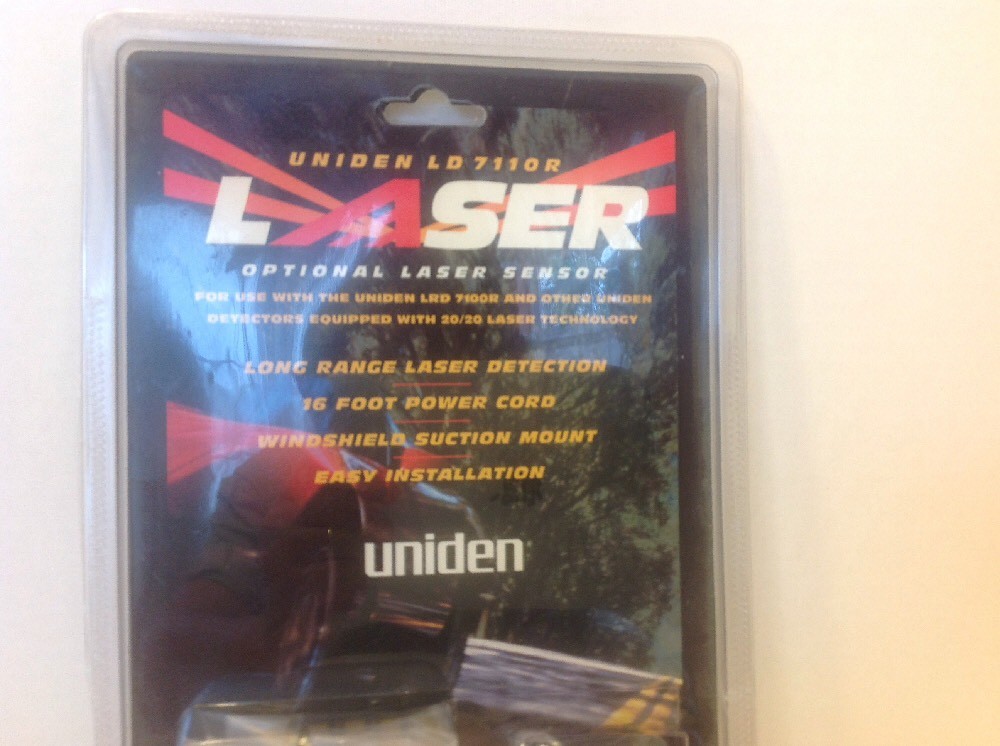 UNIDEN LD 7110R
LASER
OPTIONAL LASER SENSOR
FOR USE WITH THE UNIDEN LRD 7100R AND OTHER UNIDEN
DETECTORS EQUIPPED WITH 20/20 LASER TECHNOLOGY
LONG RANGE LASER DETECTION
16 FOOT POWER CORD
WINDSHIELD SUCTION MOUNT
EASY INSTALLATION
uniden